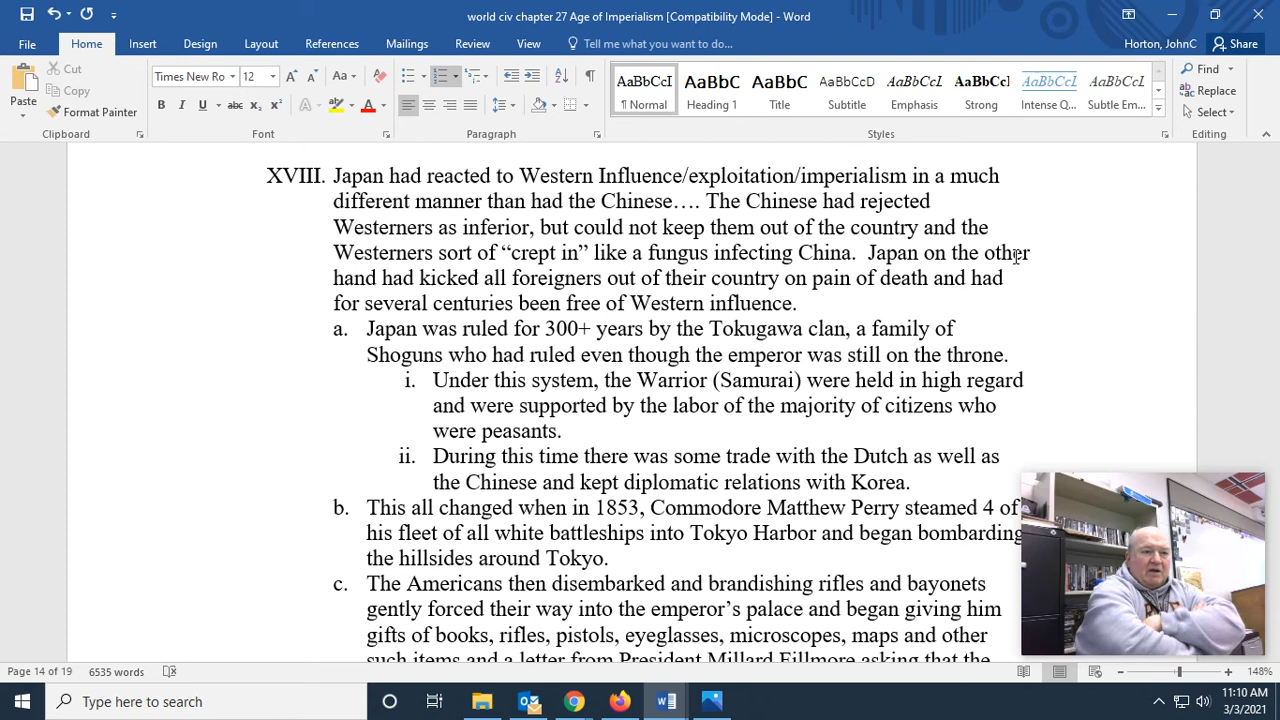 world civ chapter 27 Age of Imperialism [Compatibility Mode] - Word
File Home Insert Design Layout References Mailings Review View Tell me what you want to do... Horton, JohnC Share
Paste
Cut
Copy
Format Painter
Clipboard
Times New Ro 12
Font
Paragraph
AaBbCcI AaBbC AaBbC AaBbCcD AaBbCcI AaBbCcI AaBbCcI AaBbCcI
¶ Normal Heading 1 Title Subtitle Emphasis Strong Intense Q... Subtle Em...
Styles
Find
Replace
Select
Editing
XVIII. Japan had reacted to Western Influence/exploitation/imperialism in a much
different manner than had the Chinese…. The Chinese had rejected
Westerners as inferior, but could not keep them out of the country and the
Westerners sort of “crept in” like a fungus infecting China.  Japan on the other
hand had kicked all foreigners out of their country on pain of death and had
for several centuries been free of Western influence.
a. Japan was ruled for 300+ years by the Tokugawa clan, a family of
Shoguns who had ruled even though the emperor was still on the throne.
i. Under this system, the Warrior (Samurai) were held in high regard
and were supported by the labor of the majority of citizens who
were peasants.
ii. During this time there was some trade with the Dutch as well as
the Chinese and kept diplomatic relations with Korea.
b. This all changed when in 1853, Commodore Matthew Perry steamed 4 of
his fleet of all white battleships into Tokyo Harbor and began bombarding
the hillsides around Tokyo.
c. The Americans then disembarked and brandishing rifles and bayonets
gently forced their way into the emperor’s palace and began giving him
gifts of books, rifles, pistols, eyeglasses, microscopes, maps and other
such items and a letter from President Millard Fillmore asking that the
Page 14 of 19 6535 words 148%
Type here to search
11:10 AM
3/3/2021